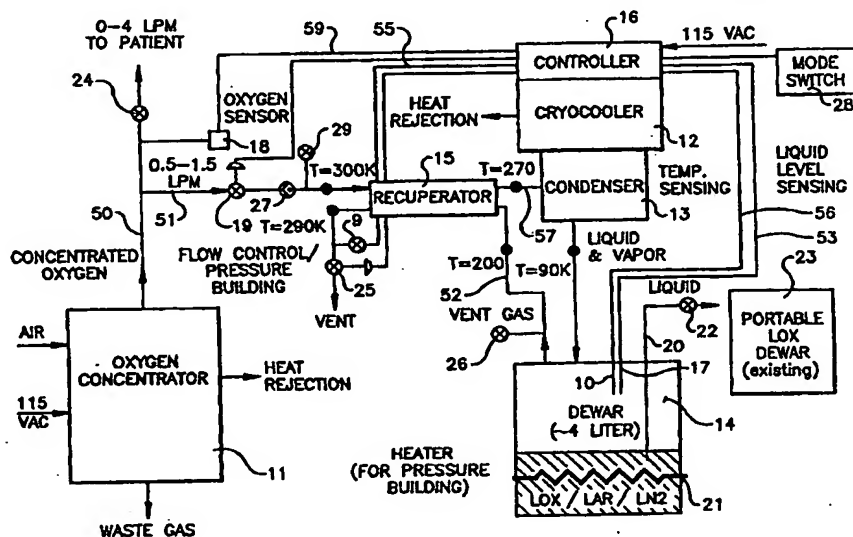 0-4 LPM
TO PATIENT
24
59
55
16
115 VAC
CONTROLLER
MODE
SWITCH
28
OXYGEN
SENSOR
18
29
HEAT
REJECTION
CRYOCOOLER
12
0.5-1.5
LPM
T=300K
15
RECUPERATOR
T=270
CONDENSER
TEMP.
SENSING
LIQUID
LEVEL
SENSING
50
51
19
27
T=290K
57
13
56
53
CONCENTRATED
OXYGEN
FLOW CONTROL/
PRESSURE
BUILDING
9
25
T=200
52
LIQUID
& VAPOR
T=90K
LIQUID
23
VENT
VENT GAS
26
22
20
PORTABLE
LOX
DEWAR
(existing)
AIR
OXYGEN
CONCENTRATOR
HEAT
REJECTION
115
VAC
11
10
17
DEWAR
(~4 LITER)
14
HEATER
(FOR PRESSURE
BUILDING)
LOX / LAR / LN2
21
WASTE GAS